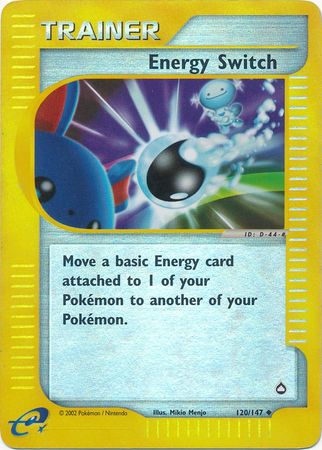 TRAINER
Energy Switch
ID: D-44-#
Move a basic Energy card
attached to 1 of your
Pokémon to another of your
Pokémon.
© 2002 Pokémon / Nintendo
Illus. Mikio Menjo
120/147